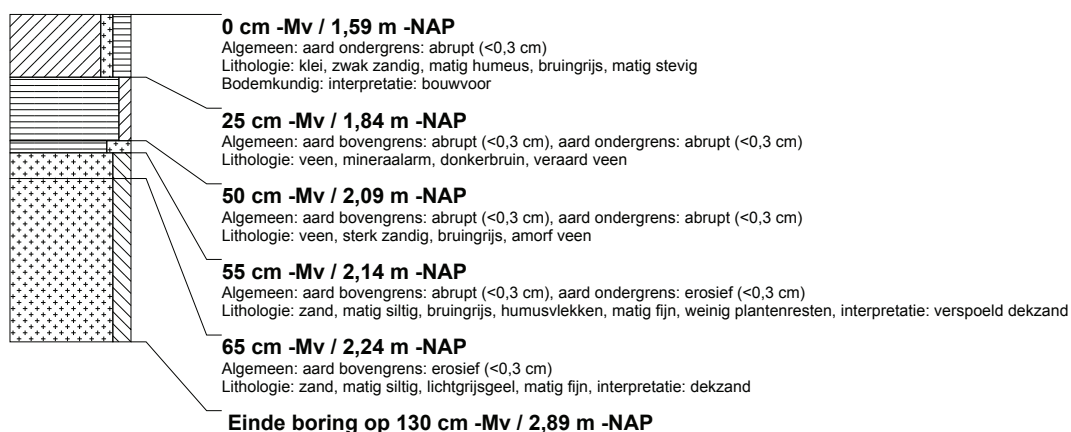 0 cm -Mv / 1,59 m -NAP
Algemeen: aard ondergrens: abrupt (<0,3 cm)
Lithologie: klei, zwak zandig, matig humeus, bruingrijs, matig stevig
Bodemkundig: interpretatie: bouwvoor
25 cm -Mv / 1,84 m -NAP
Algemeen: aard bovengrens: abrupt (<0,3 cm), aard ondergrens: abrupt (<0,3 cm)
Lithologie: veen, mineraalarm, donkerbruin, veraard veen
50 cm -Mv / 2,09 m -NAP
Algemeen: aard bovengrens: abrupt (<0,3 cm), aard ondergrens: abrupt (<0,3 cm)
Lithologie: veen, sterk zandig, bruingrijs, amorf veen
55 cm -Mv / 2,14 m -NAP
Algemeen: aard bovengrens: abrupt (<0,3 cm), aard ondergrens: erosief (<0,3 cm)
Lithologie: zand, matig siltig, bruingrijs, humusvlekken, matig fijn, weinig plantenresten, interpretatie: verspoeld dekzand
65 cm -Mv / 2,24 m -NAP
Algemeen: aard bovengrens: erosief (<0,3 cm)
Lithologie: zand, matig siltig, lichtgrijsgeel, matig fijn, interpretatie: dekzand
Einde boring op 130 cm -Mv / 2,89 m -NAP